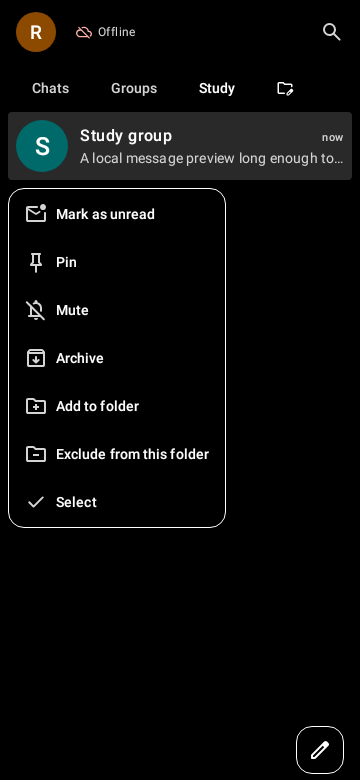 R
Offline
Chats
Groups
Study
S
Study group
now
A local message preview long enough to…
Mark as unread
Pin
Mute
Archive
Add to folder
Exclude from this folder
Select